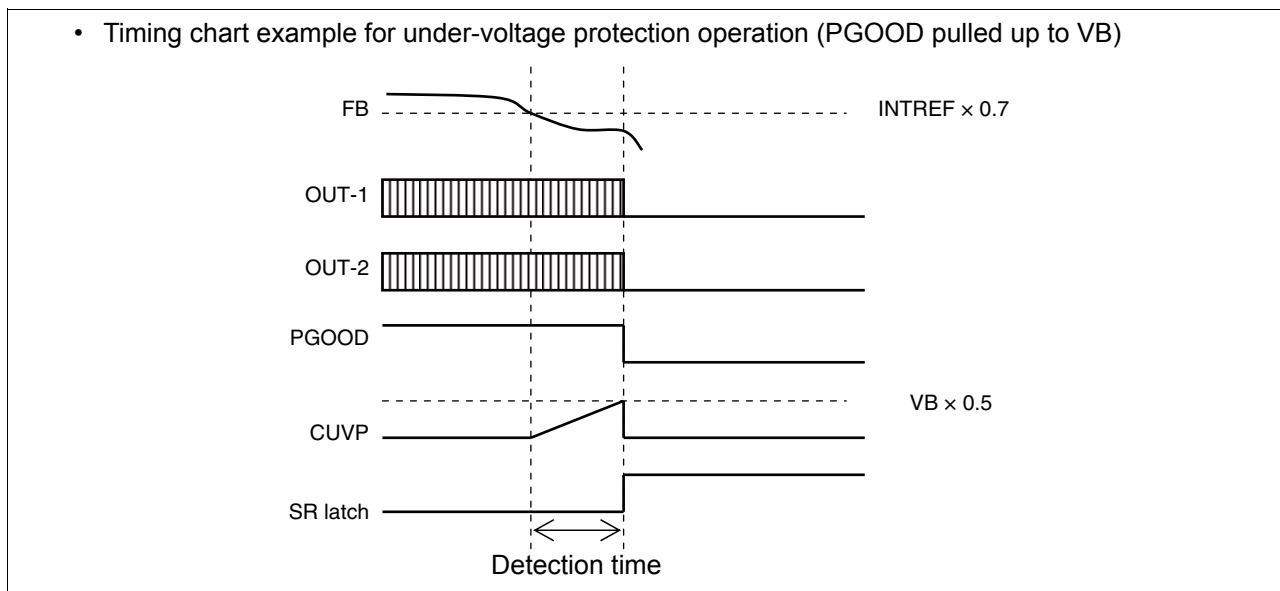 • Timing chart example for under-voltage protection operation (PGOOD pulled up to VB)
FB
INTREF × 0.7
OUT-1
OUT-2
PGOOD
VB × 0.5
CUVP
SR latch
Detection time